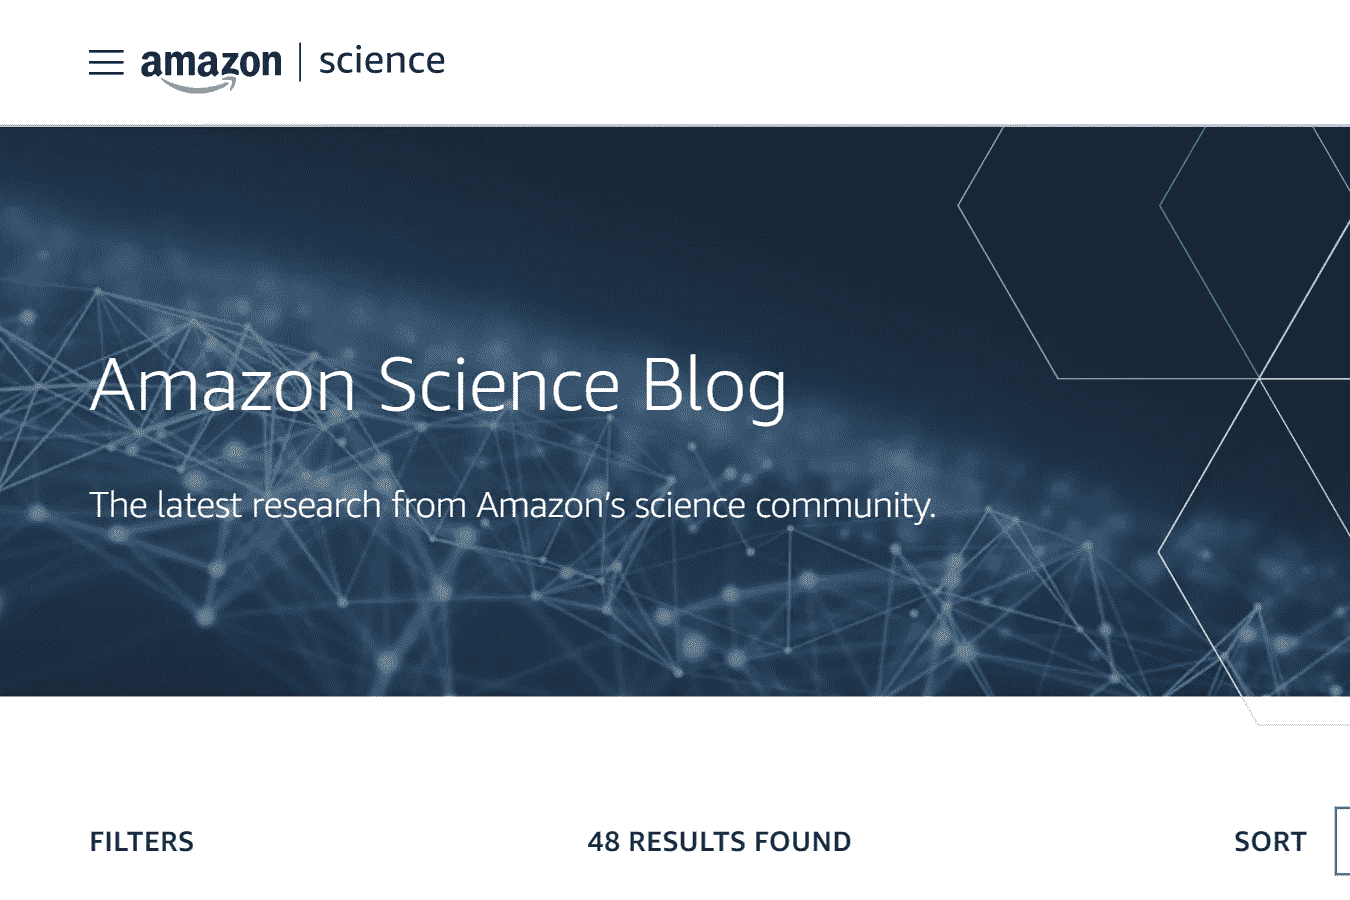 amazon | science
Amazon Science Blog
The latest research from Amazon’s science community.
FILTERS
48 RESULTS FOUND
SORT